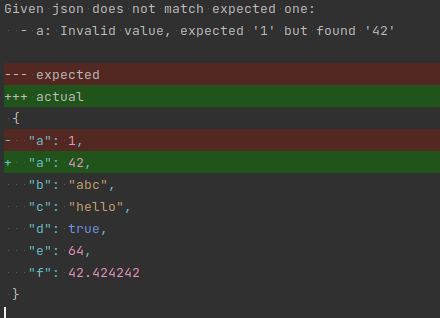 Given json does not match expected one:
  - a: Invalid value, expected '1' but found '42'

--- expected
+++ actual
 {
-  "a": 1,
+  "a": 42,
   "b": "abc",
   "c": "hello",
   "d": true,
   "e": 64,
   "f": 42.424242
 }